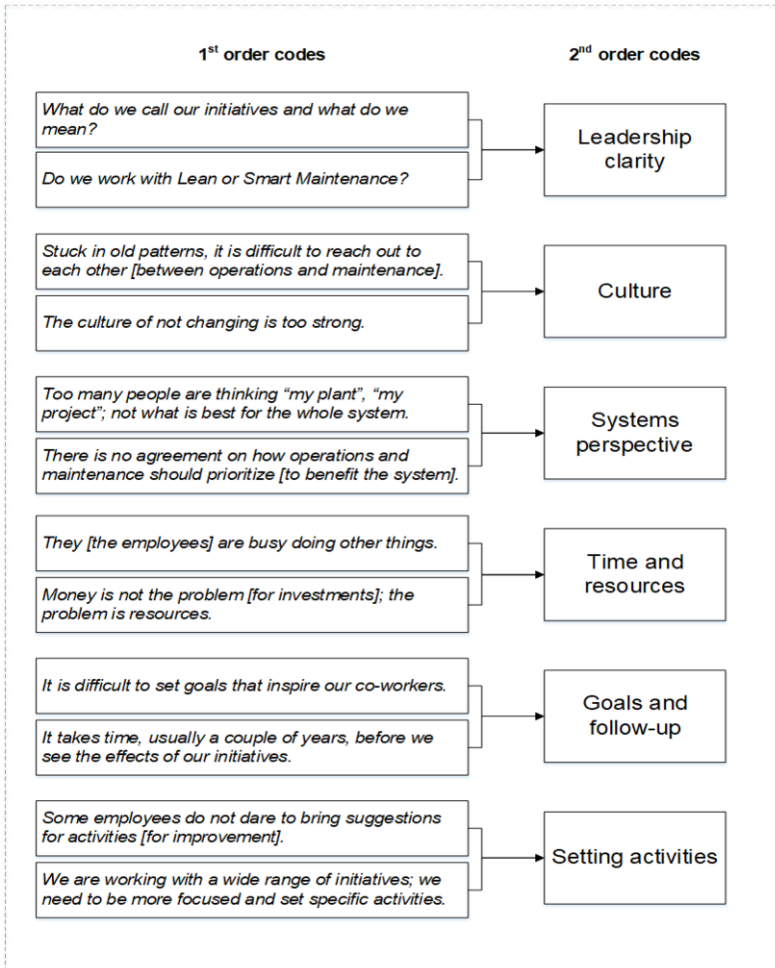 1st order codes
2nd order codes
What do we call our initiatives and what do we
mean?
Do we work with Lean or Smart Maintenance?
Leadership
clarity
Stuck in old patterns, it is difficult to reach out to
each other [between operations and maintenance].
The culture of not changing is too strong.
Culture
Too many people are thinking “my plant”, “my
project”; not what is best for the whole system.
There is no agreement on how operations and
maintenance should prioritize [to benefit the system].
Systems
perspective
They [the employees] are busy doing other things.
Money is not the problem [for investments]; the
problem is resources.
Time and
resources
It is difficult to set goals that inspire our co-workers.
It takes time, usually a couple of years, before we
see the effects of our initiatives.
Goals and
follow-up
Some employees do not dare to bring suggestions
for activities [for improvement].
We are working with a wide range of initiatives; we
need to be more focused and set specific activities.
Setting activities